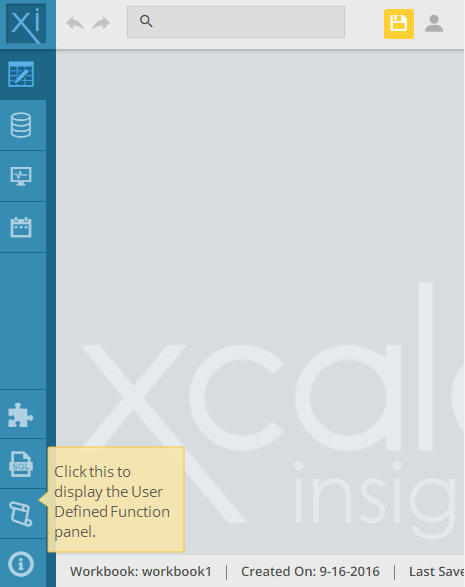 xi
xcal
insig
SQL
Click this to
display the User
Defined Function
panel.
Workbook: workbook1 | Created On: 9-16-2016 | Last Save